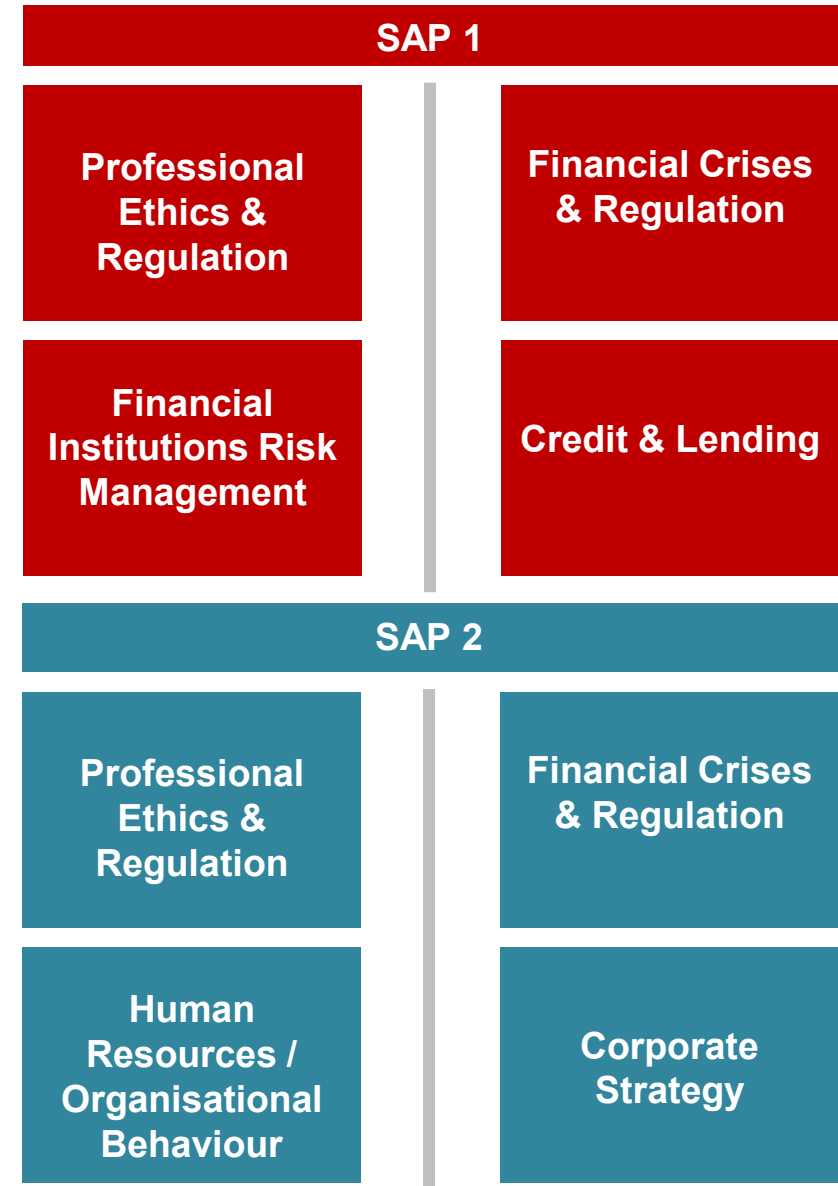 SAP 1
Professional
Ethics &
Regulation
Financial Crises
& Regulation
Financial
Institutions Risk
Management
Credit & Lending
SAP 2
Professional
Ethics &
Regulation
Financial Crises
& Regulation
Human
Resources /
Organisational
Behaviour
Corporate
Strategy